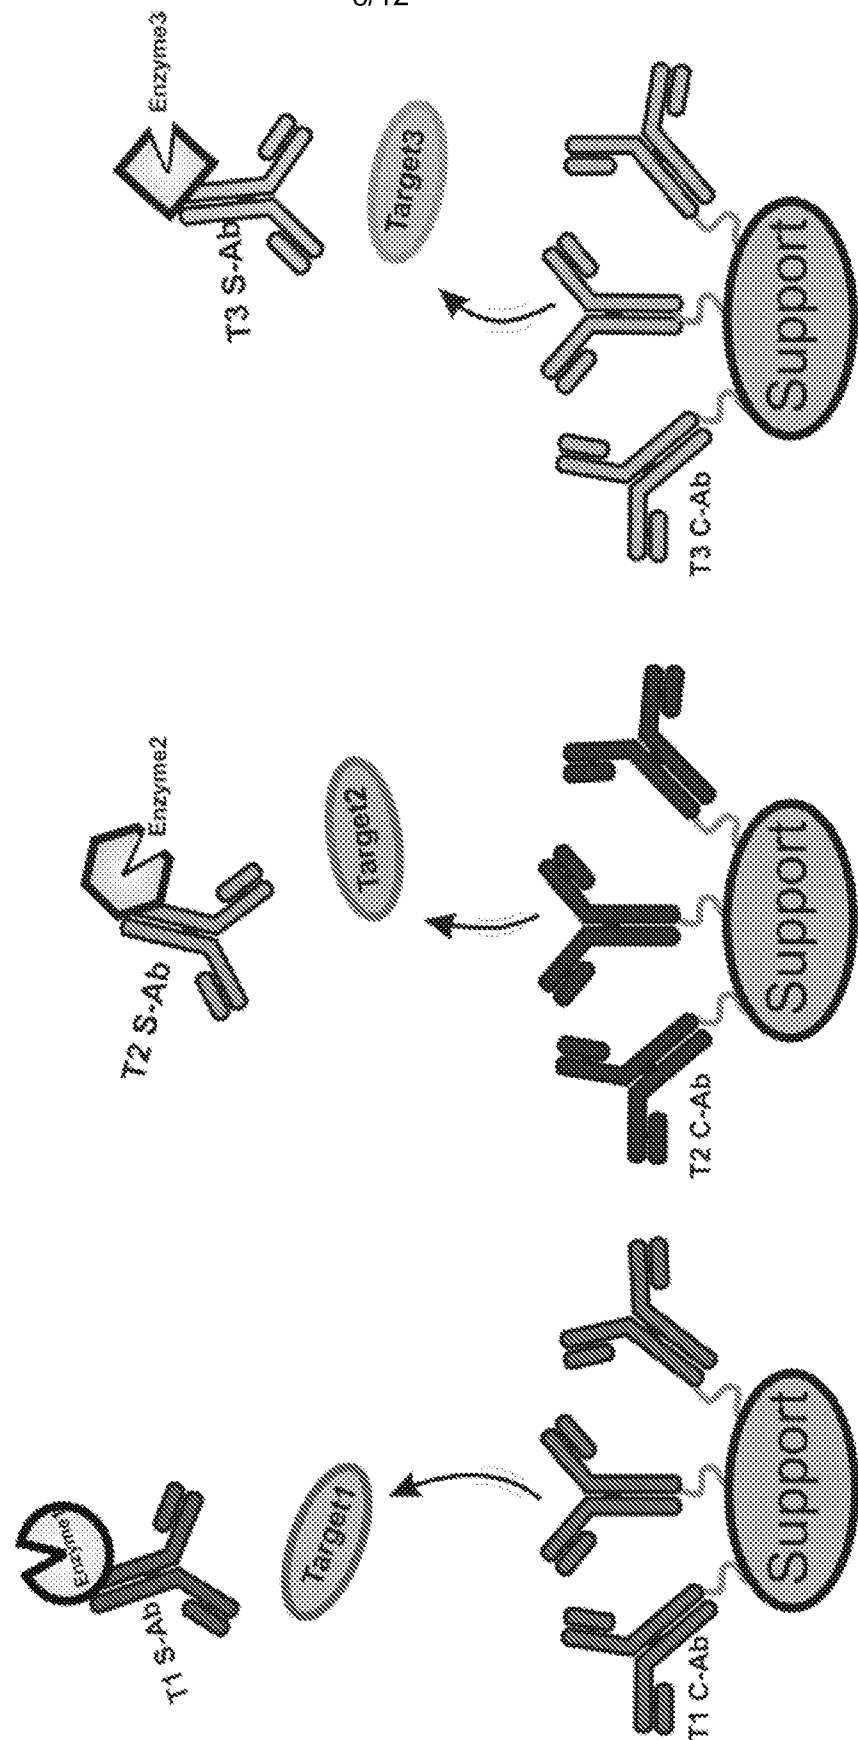 Enzyme1
T1 S-Ab
Target1
T1 C-Ab
Support
Enzyme2
T2 S-Ab
Target2
T2 C-Ab
Support
Enzyme3
T3 S-Ab
Target3
T3 C-Ab
Support